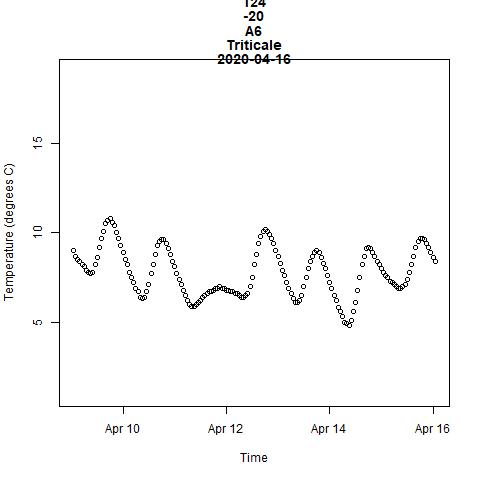 124
-20
A6
Triticale
2020-04-16
15
10
5
Temperature (degrees C)
Apr 10
Apr 12
Apr 14
Apr 16
Time